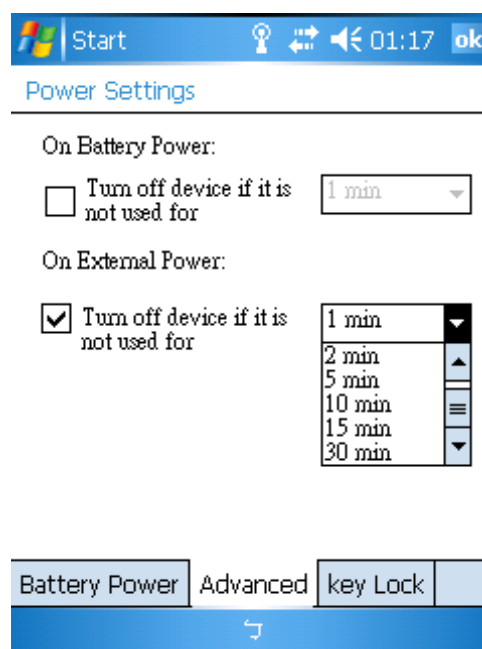 Start 01:17 ok
Power Settings
On Battery Power:
Turn off device if it is
not used for
1 min
On External Power:
Turn off device if it is
not used for
1 min
2 min
5 min
10 min
15 min
30 min
Battery Power Advanced key Lock